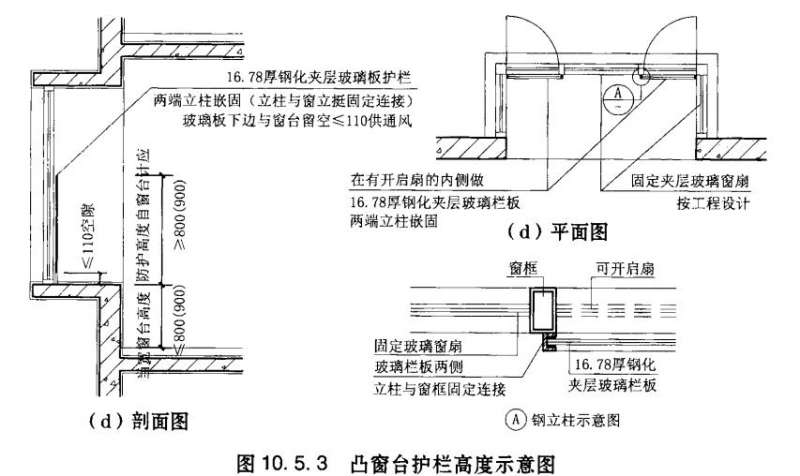 16.78厚钢化夹层玻璃板护栏
两端立柱嵌固（立柱与窗立挺固定连接）
玻璃板下边与窗台留空≤110供通风
≤110空隙
防护高度自窗台计应
≥800(900)
当宽窗台高度
≤800(900)
(d) 剖面图
A
在有开启扇的内侧做
16.78厚钢化夹层玻璃栏板
两端立柱嵌固
固定夹层玻璃窗扇
按工程设计
(d) 平面图
窗框
可开启扇
固定玻璃窗扇
玻璃栏板两侧
立柱与窗框固定连接
16.78厚钢化
夹层玻璃栏板
A 钢立柱示意图
图 10.5.3 凸窗台护栏高度示意图